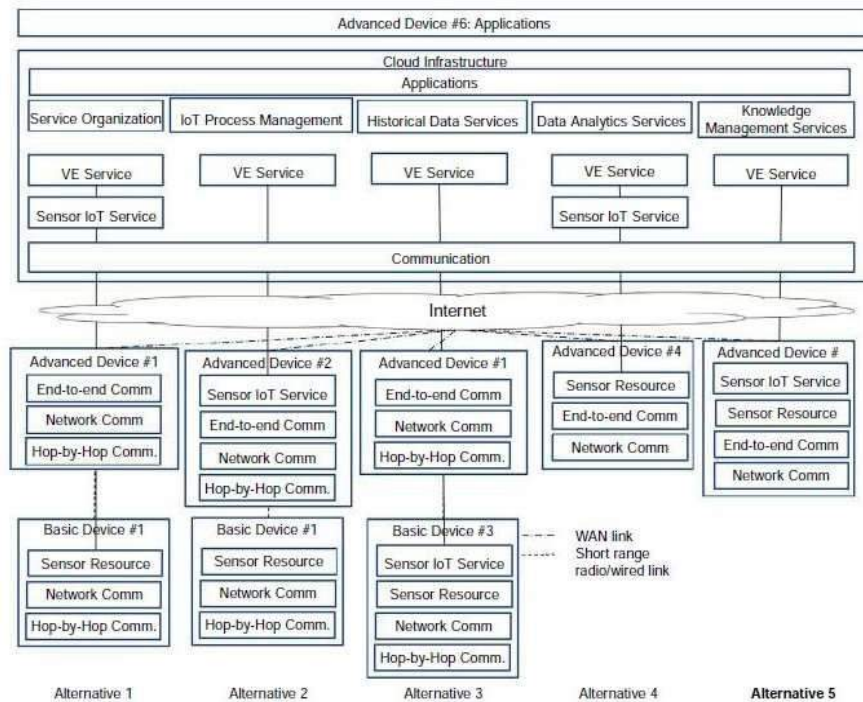 Advanced Device #6: Applications
Cloud Infrastructure
Applications
Service Organization
IoT Process Management
Historical Data Services
Data Analytics Services
Knowledge
Management Services
VE Service
VE Service
VE Service
VE Service
VE Service
Sensor IoT Service
Sensor IoT Service
Communication
Internet
Advanced Device #1
End-to-end Comm
Network Comm
Hop-by-Hop Comm.
Advanced Device #2
Sensor IoT Service
End-to-end Comm
Network Comm
Hop-by-Hop Comm.
Advanced Device #1
End-to-end Comm
Network Comm
Hop-by-Hop Comm.
Advanced Device #4
Sensor Resource
End-to-end Comm
Network Comm
Advanced Device #
Sensor IoT Service
Sensor Resource
End-to-end Comm
Network Comm
Basic Device #1
Sensor Resource
Network Comm
Hop-by-Hop Comm.
Basic Device #1
Sensor Resource
Network Comm
Hop-by-Hop Comm.
Basic Device #3
Sensor IoT Service
Sensor Resource
Network Comm
Hop-by-Hop Comm.
WAN link
Short range
radio/wired link
Alternative 1
Alternative 2
Alternative 3
Alternative 4
Alternative 5